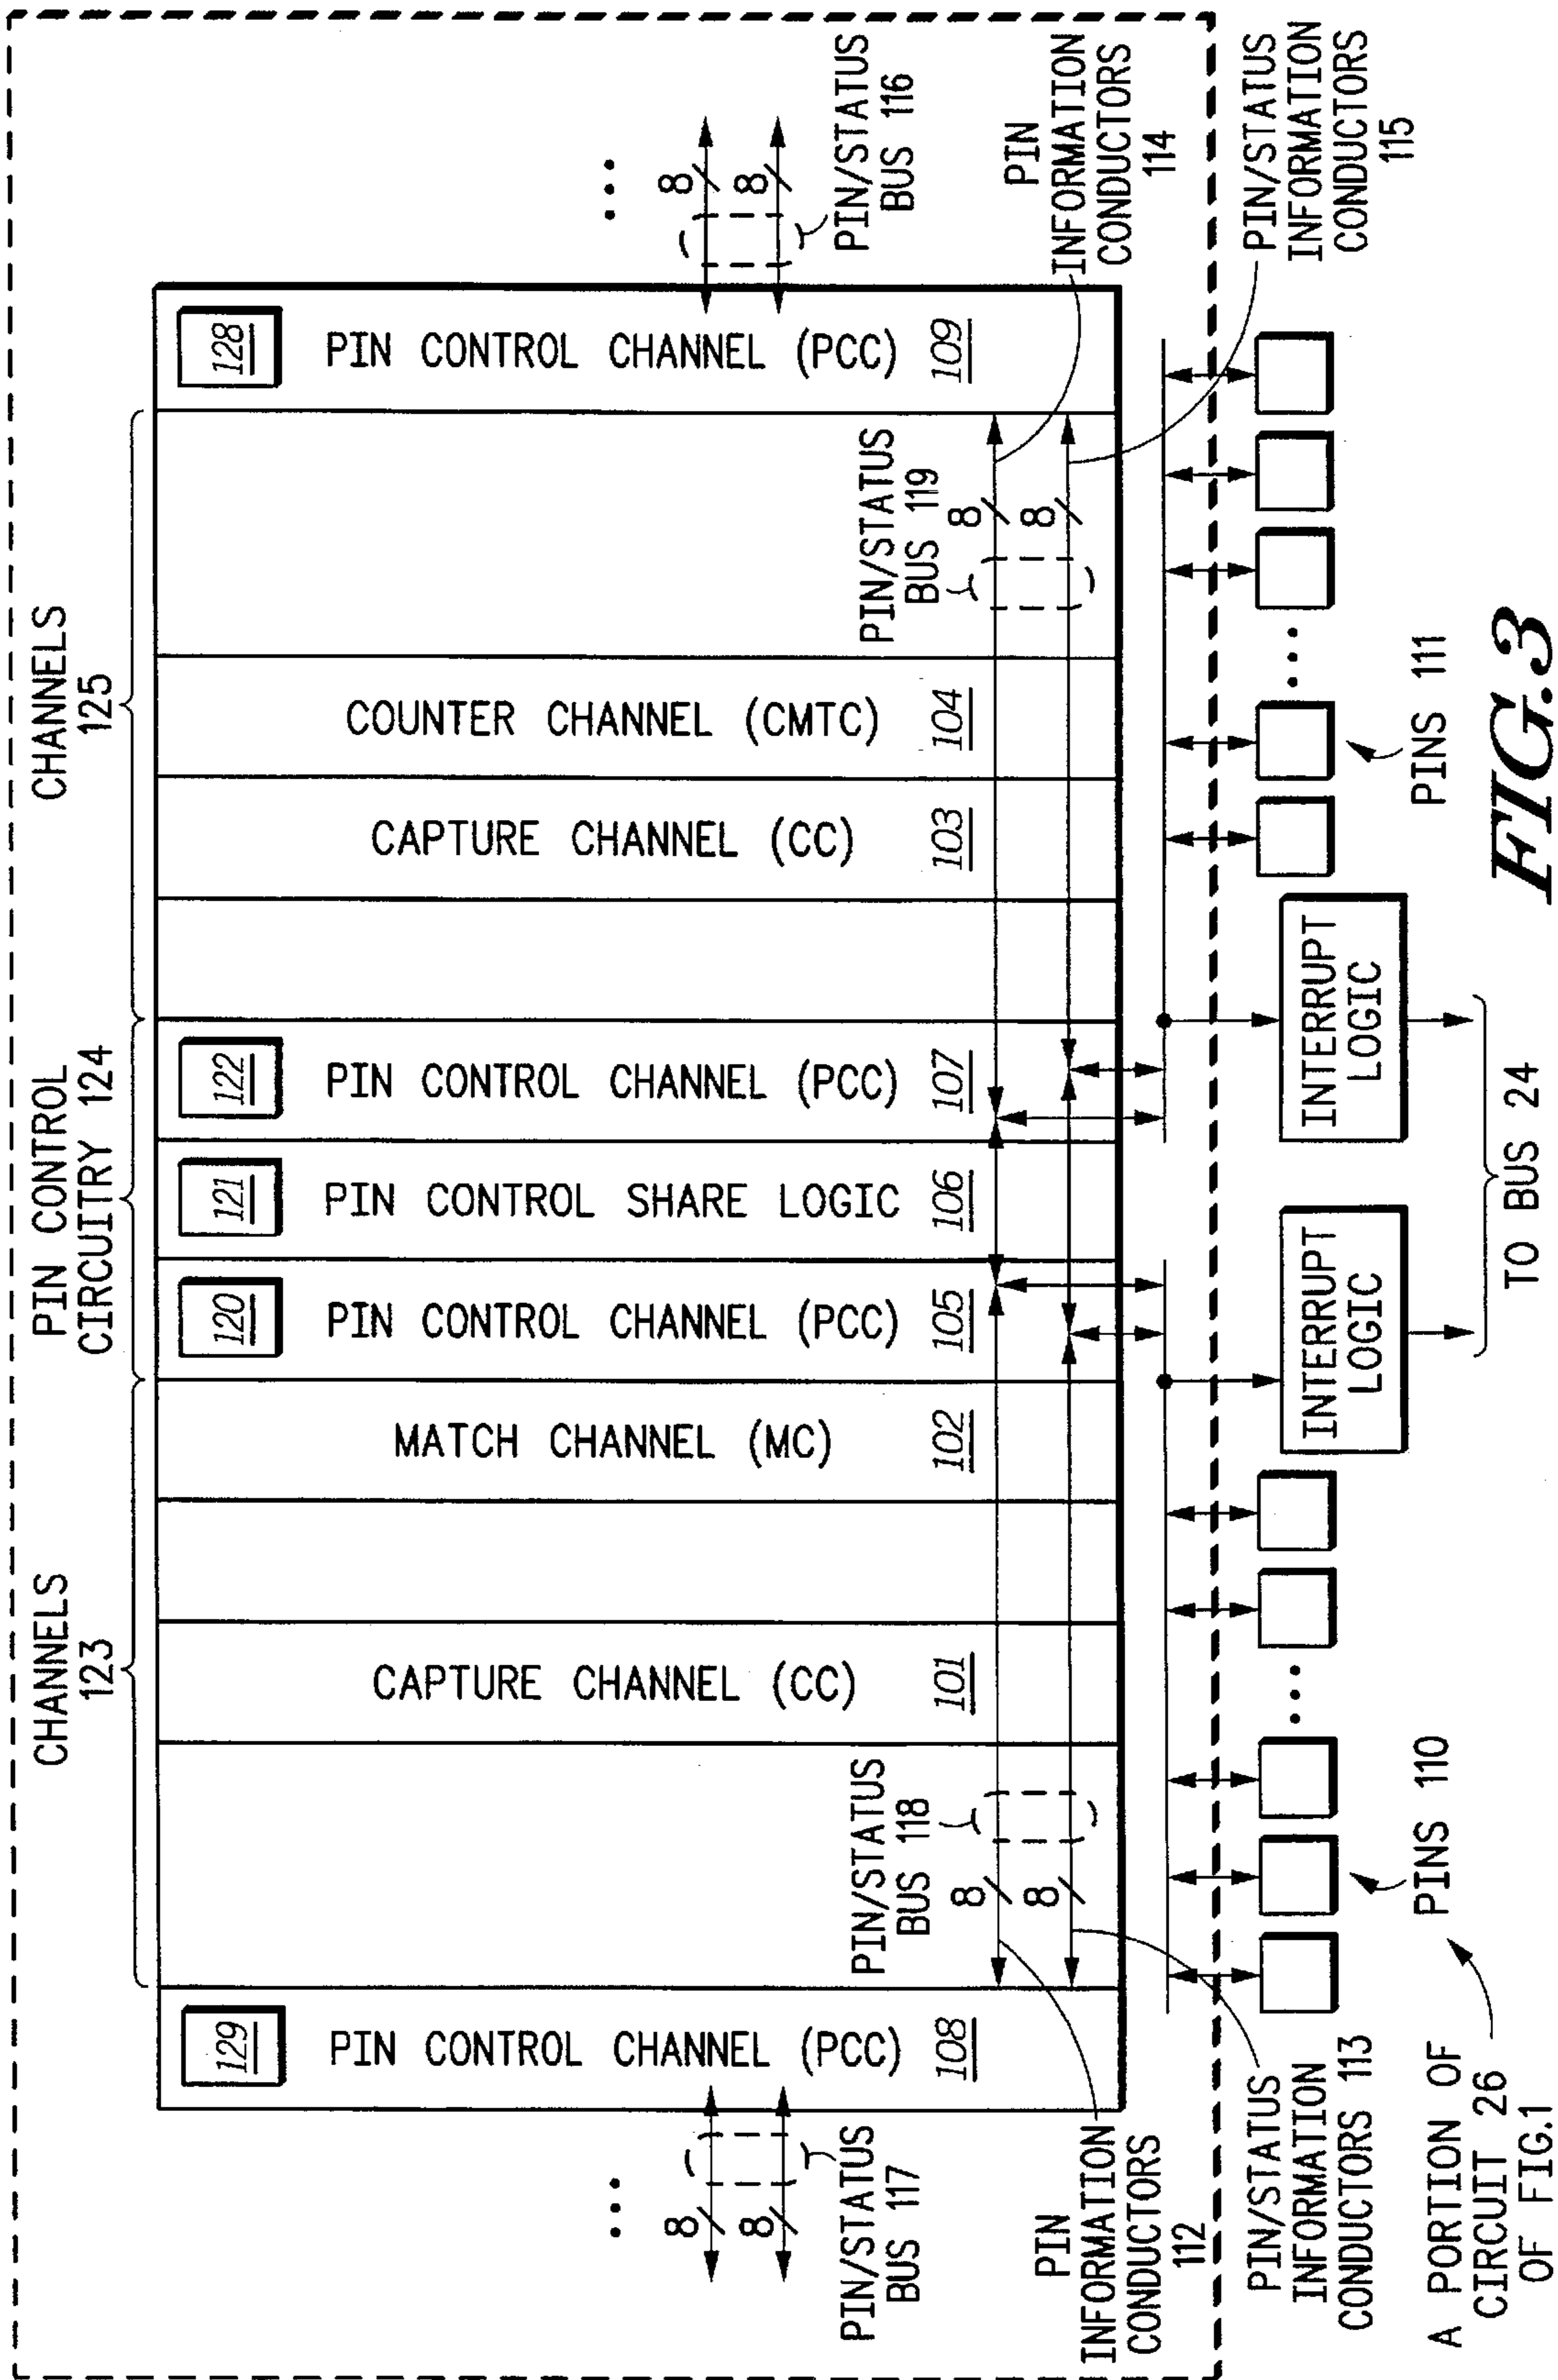 CHANNELS
123
PIN CONTROL
CIRCUITRY 124
CHANNELS
125
129
PIN CONTROL CHANNEL (PCC)
108
CAPTURE CHANNEL (CC)
101
MATCH CHANNEL (MC)
102
120
PIN CONTROL CHANNEL (PCC)
105
121
PIN CONTROL SHARE LOGIC
106
122
PIN CONTROL CHANNEL (PCC)
107
CAPTURE CHANNEL (CC)
103
COUNTER CHANNEL (CMTC)
104
128
PIN CONTROL CHANNEL (PCC)
109
...
8
8
PIN/STATUS
BUS 117
PIN/STATUS
BUS 118
8
8
PIN/STATUS
BUS 119
8
8
...
8
8
PIN/STATUS
BUS 116
PIN
INFORMATION
CONDUCTORS
112
PIN
INFORMATION
CONDUCTORS
114
PIN/STATUS
INFORMATION
CONDUCTORS 113
PIN/STATUS
INFORMATION
CONDUCTORS
115
...
INTERRUPT
LOGIC
INTERRUPT
LOGIC
....
PINS 110
TO BUS 24
PINS 111
A PORTION OF
CIRCUIT 26
OF FIG.1
FIG.3